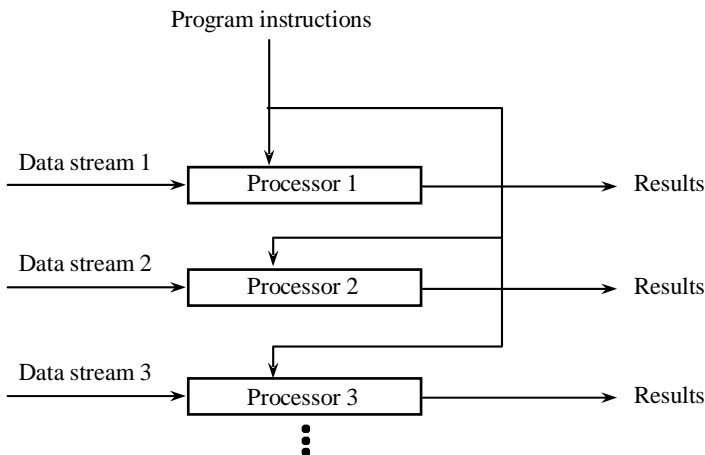 Program instructions
Data stream 1
Processor 1
Results
Data stream 2
Processor 2
Results
Data stream 3
Processor 3
Results